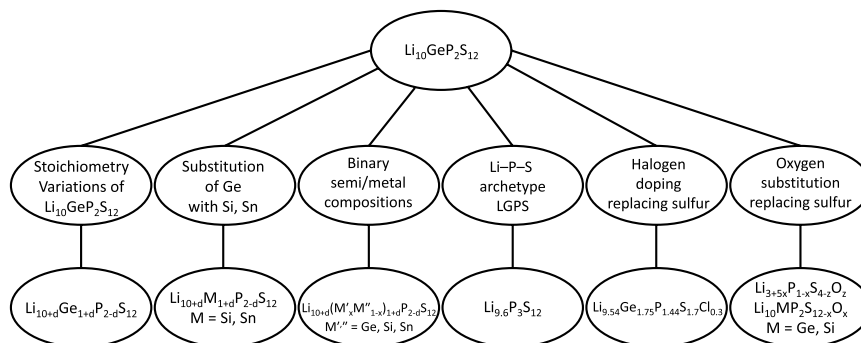 Li₁₀GeP₂S₁₂
Stoichiometry
Variations of
Li₁₀GeP₂S₁₂
Substitution
of Ge
with Si, Sn
Binary
semi/metal
compositions
Li–P–S
archetype
LGPS
Halogen
doping
replacing sulfur
Oxygen
substitution
replacing sulfur
Li₁₀₊dGe₁₊dP₂₋dS₁₂
Li₁₀₊dM₁₊dP₂₋dS₁₂
M = Si, Sn
Li₁₀₊d(M'ₓM"₁₋ₓ)₁₊dP₂₋dS₁₂
M'·" = Ge, Si, Sn
Li₉.₆P₃S₁₂
Li₉.₅₄Ge₁.₇₅P₁.₄₄S₁.₇Cl₀.₃
Li₃₊₅ₓP₁₋ₓS₄₋zOz
Li₁₀MP₂S₁₂₋ₓOₓ
M = Ge, Si